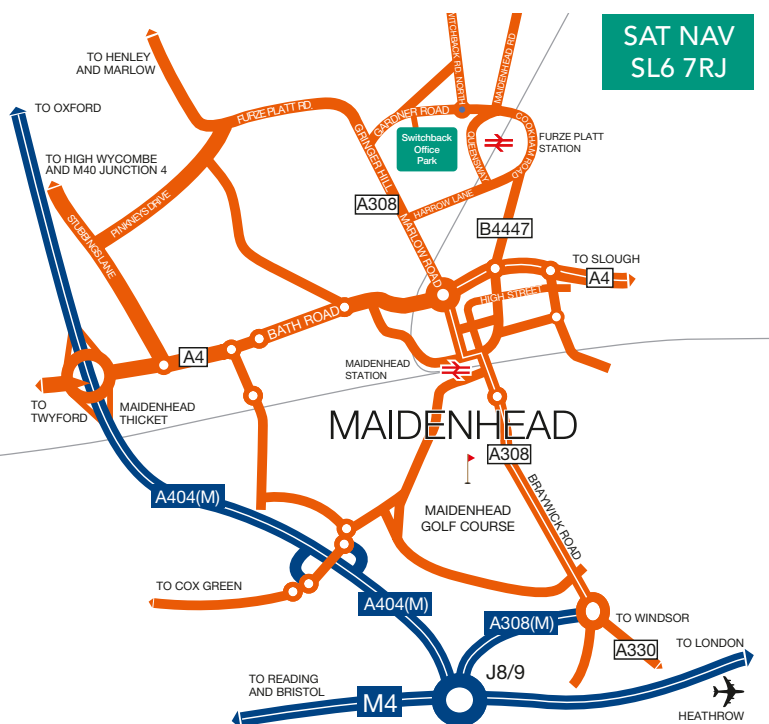 SAT NAV
SL6 7RJ
TO HENLEY
AND MARLOW
TO OXFORD
TO HIGH WYCOMBE
AND M40 JUNCTION 4
STUBBINGS LANE
PINKNEYS DRIVE
FURZE PLATT RD.
GRINGER HILL
GARDNER ROAD
SWITCHBACK RD. NORTH
MAIDENHEAD RD
COOKHAM ROAD
QUEENSWAY
HARROW LANE
Switchback
Office
Park
FURZE PLATT
STATION
A308
MARLOW ROAD
B4447
TO SLOUGH
A4
HIGH STREET
BATH ROAD
A4
MAIDENHEAD
STATION
TO
TWYFORD
MAIDENHEAD
THICKET
MAIDENHEAD
A308
BRAYWICK ROAD
MAIDENHEAD
GOLF COURSE
A404(M)
TO COX GREEN
A404(M)
A308(M)
TO WINDSOR
A330
TO LONDON
J8/9
TO READING
AND BRISTOL
M4
HEATHROW